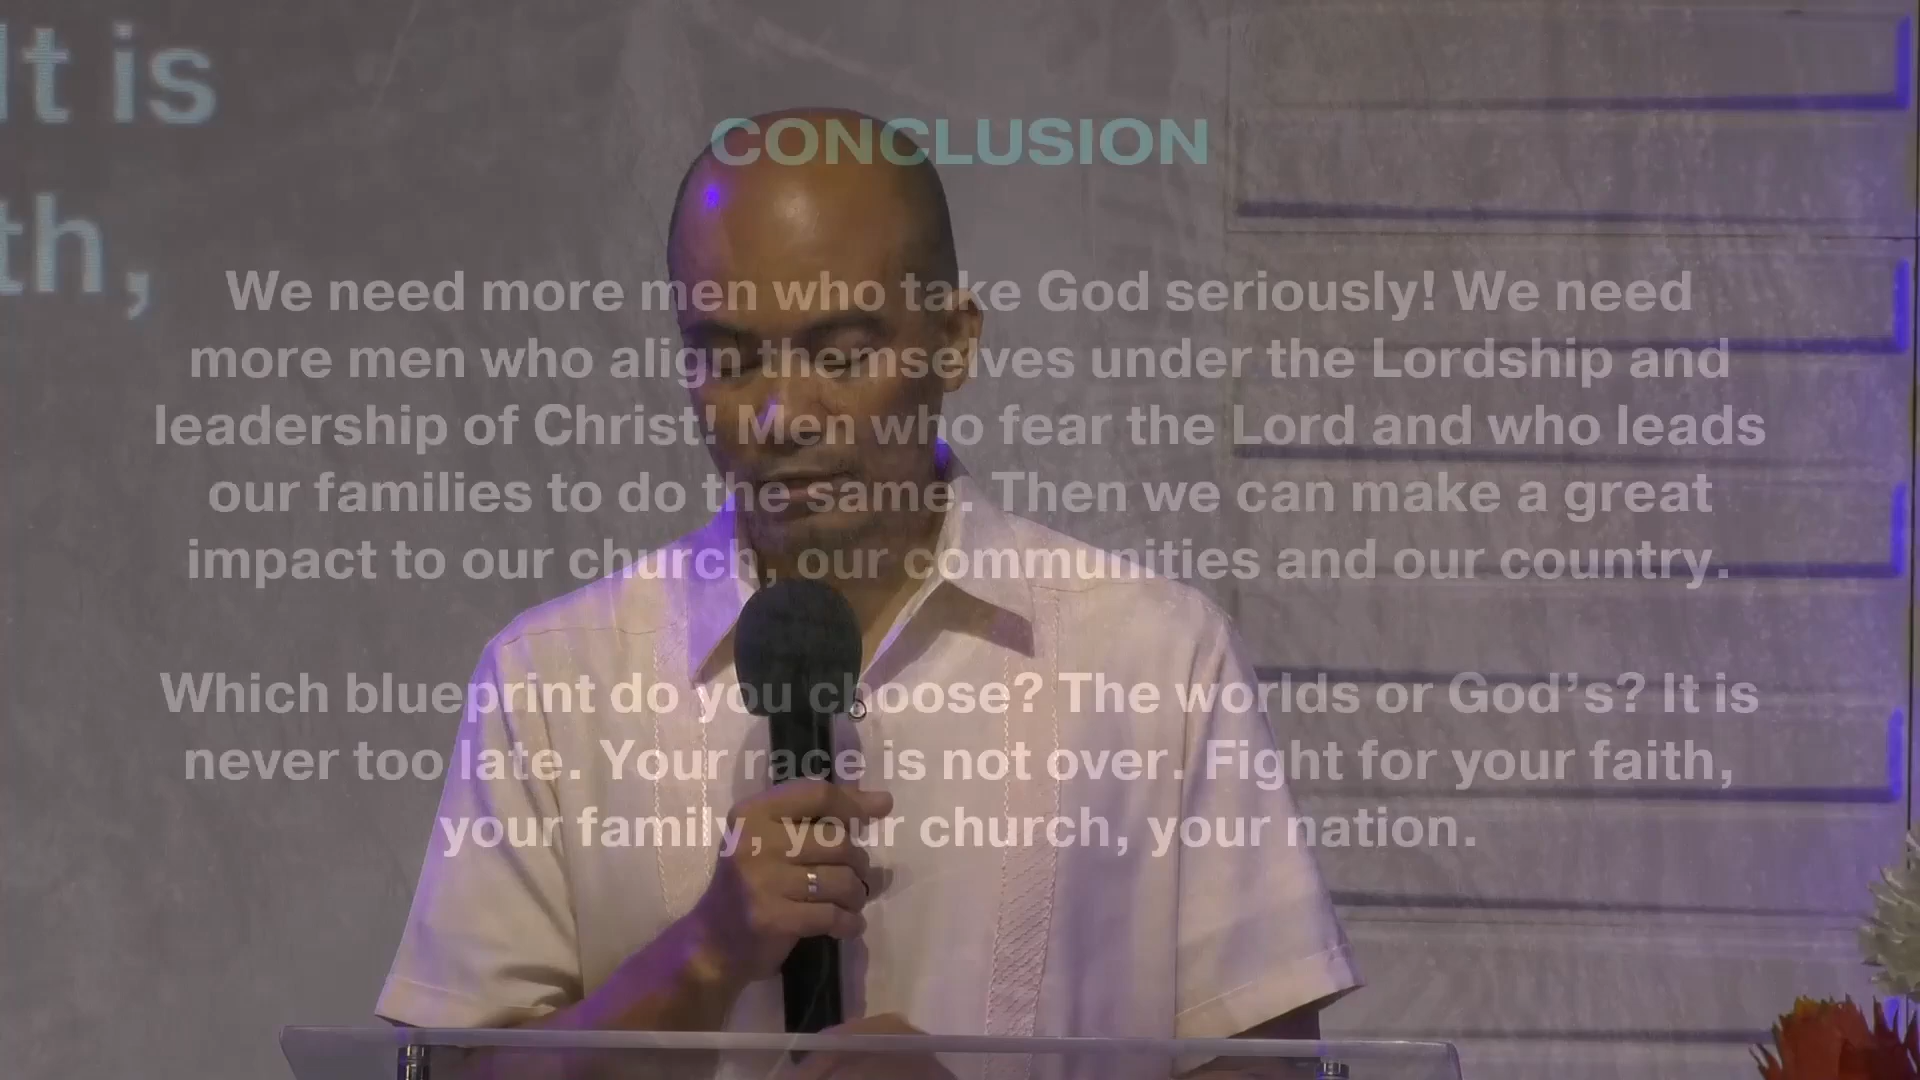 It is
th,
CONCLUSION
We need more men who take God seriously! We need
more men who align themselves under the Lordship and
leadership of Christ! Men who fear the Lord and who leads
our families to do the same. Then we can make a great
impact to our church, our communities and our country.
Which blueprint do you choose? The worlds or God’s? It is
never too late. Your race is not over. Fight for your faith,
your family, your church, your nation.